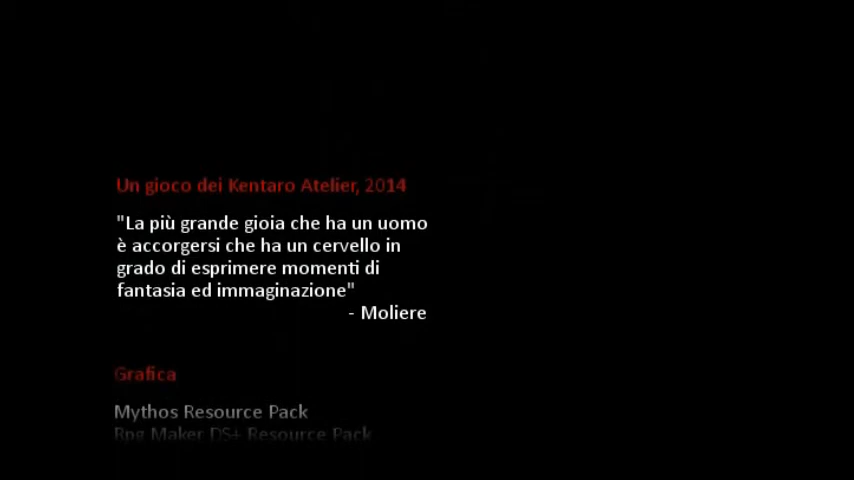 Un gioco dei Kentaro Atelier, 2014
"La più grande gioia che ha un uomo
è accorgersi che ha un cervello in
grado di esprimere momenti di
fantasia ed immaginazione"
- Moliere
Grafica
Mythos Resource Pack
Rpg Maker DS+ Resource Pack